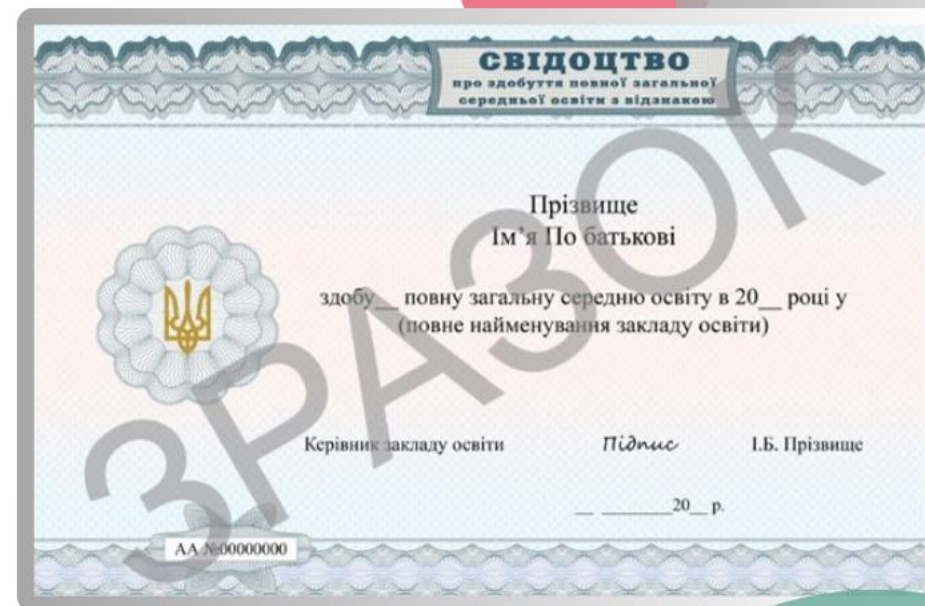 СВІДОЦТВО
про здобуття повної загальної
середньої освіти з відзнакою
Прізвище
Ім’я По батькові
здобу__ повну загальну середню освіту в 20__ році у
(повне найменування закладу освіти)
Керівник закладу освіти Підпис І.Б. Прізвище
__ ______20__ р.
АА №00000000
ЗРАЗОК